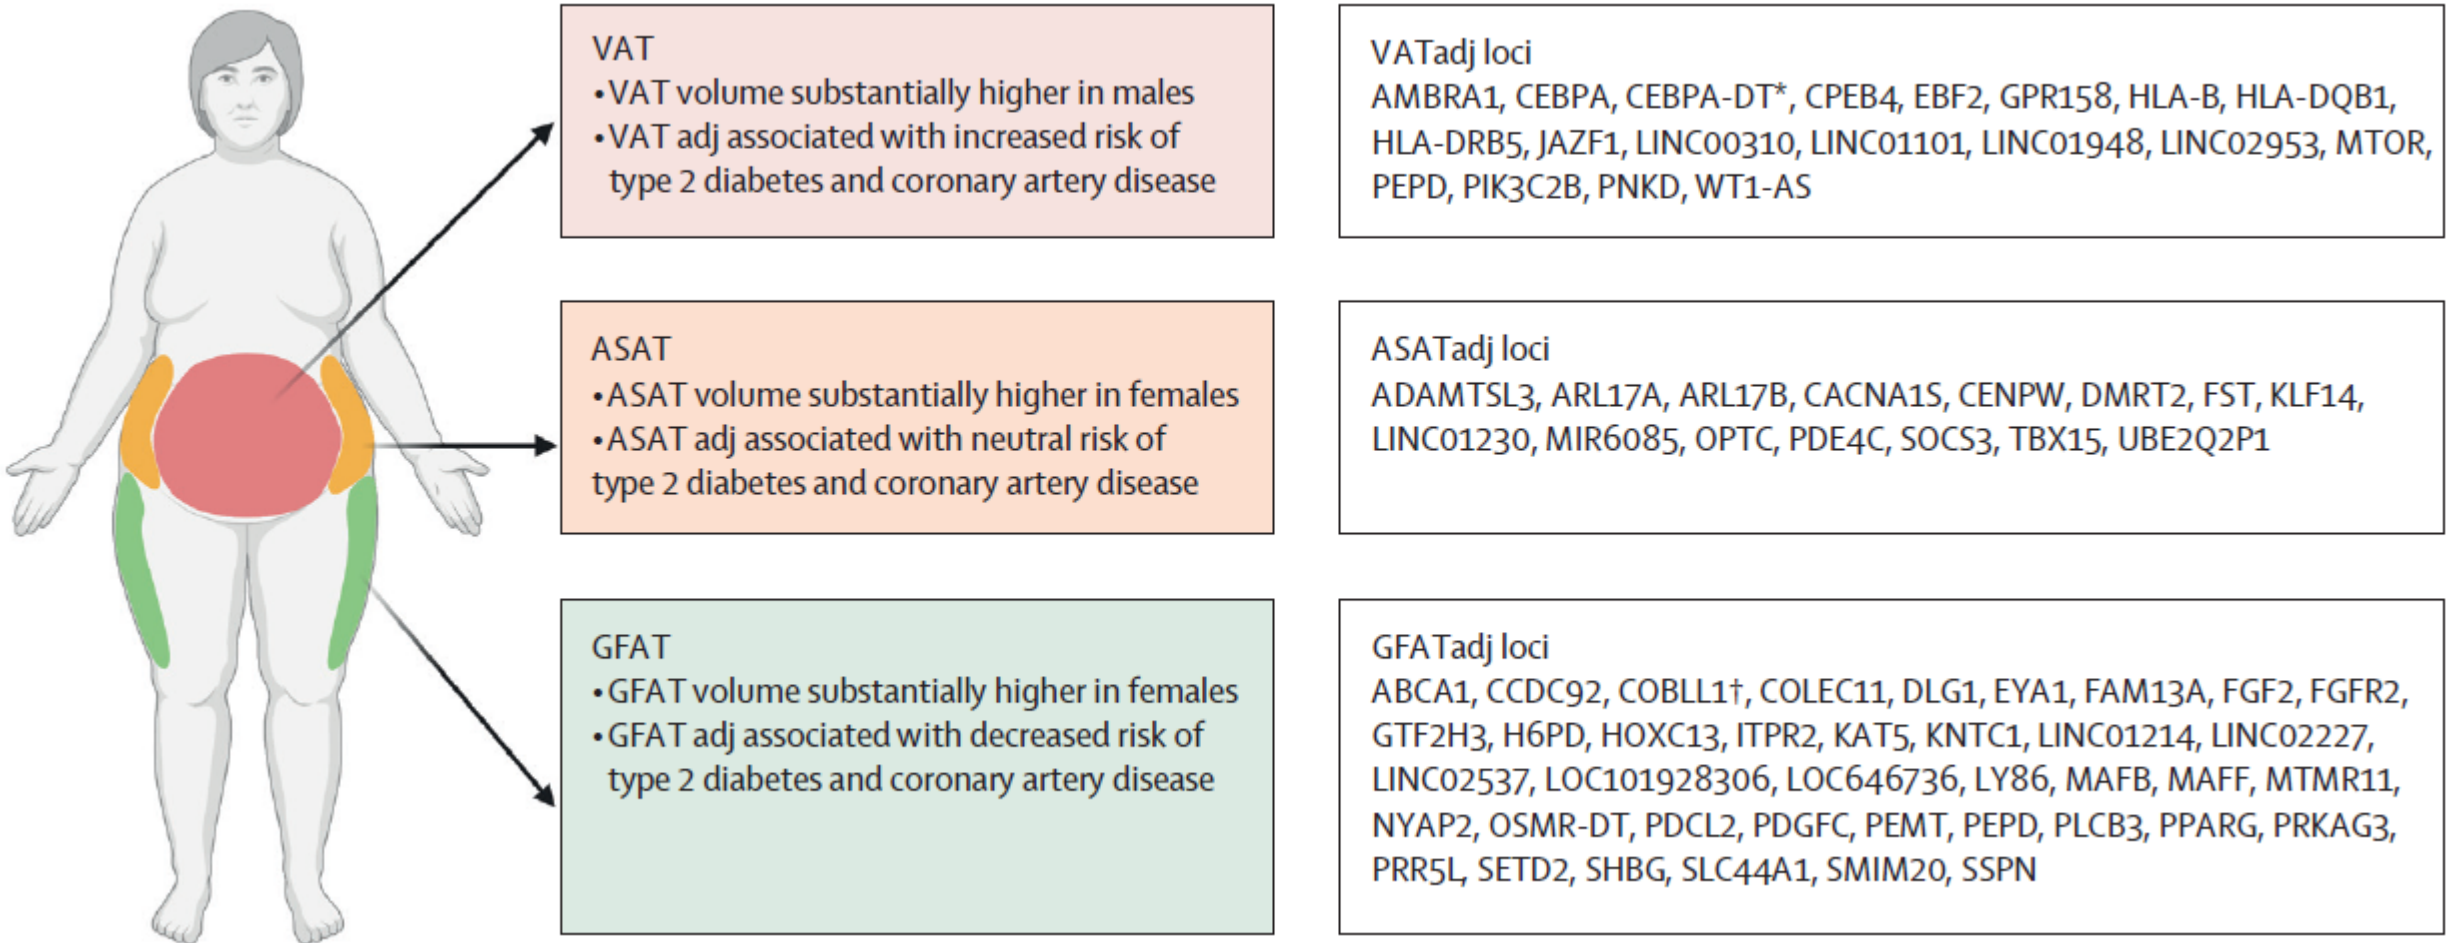 VAT
•VAT volume substantially higher in males
•VAT adj associated with increased risk of
type 2 diabetes and coronary artery disease
VATadj loci
AMBRA1, CEBPA, CEBPA-DT*, CPEB4, EBF2, GPR158, HLA-B, HLA-DQB1,
HLA-DRB5, JAZF1, LINC00310, LINC01101, LINC01948, LINC02953, MTOR,
PEPD, PIK3C2B, PNKD, WT1-AS
ASAT
•ASAT volume substantially higher in females
•ASAT adj associated with neutral risk of
type 2 diabetes and coronary artery disease
ASATadj loci
ADAMTSL3, ARL17A, ARL17B, CACNA1S, CENPW, DMRT2, FST, KLF14,
LINC01230, MIR6085, OPTC, PDE4C, SOCS3, TBX15, UBE2Q2P1
GFAT
•GFAT volume substantially higher in females
•GFAT adj associated with decreased risk of
type 2 diabetes and coronary artery disease
GFATadj loci
ABCA1, CCDC92, COBLL1†, COLEC11, DLG1, EYA1, FAM13A, FGF2, FGFR2,
GTF2H3, H6PD, HOXC13, ITPR2, KAT5, KNTC1, LINC01214, LINC02227,
LINC02537, LOC101928306, LOC646736, LY86, MAFB, MAFF, MTMR11,
NYAP2, OSMR-DT, PDCL2, PDGFC, PEMT, PEPD, PLCB3, PPARG, PRKAG3,
PRR5L, SETD2, SHBG, SLC44A1, SMIM20, SSPN